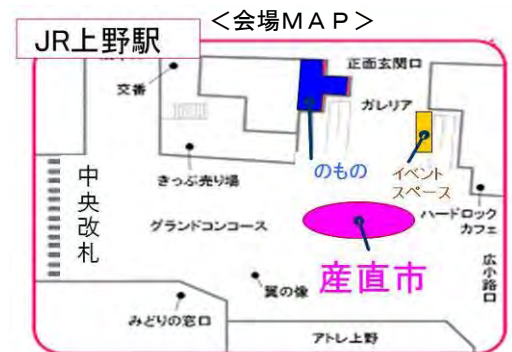 ＜会場ＭＡＰ＞
JR上野駅
正面玄関口
交番
ガレリア
のもの
イベント
スペース
きっぷ売り場
中央改札
グランドコンコース
ハードロック
カフェ
産直市
広小路口
翼の像
みどりの窓口
アトレ上野